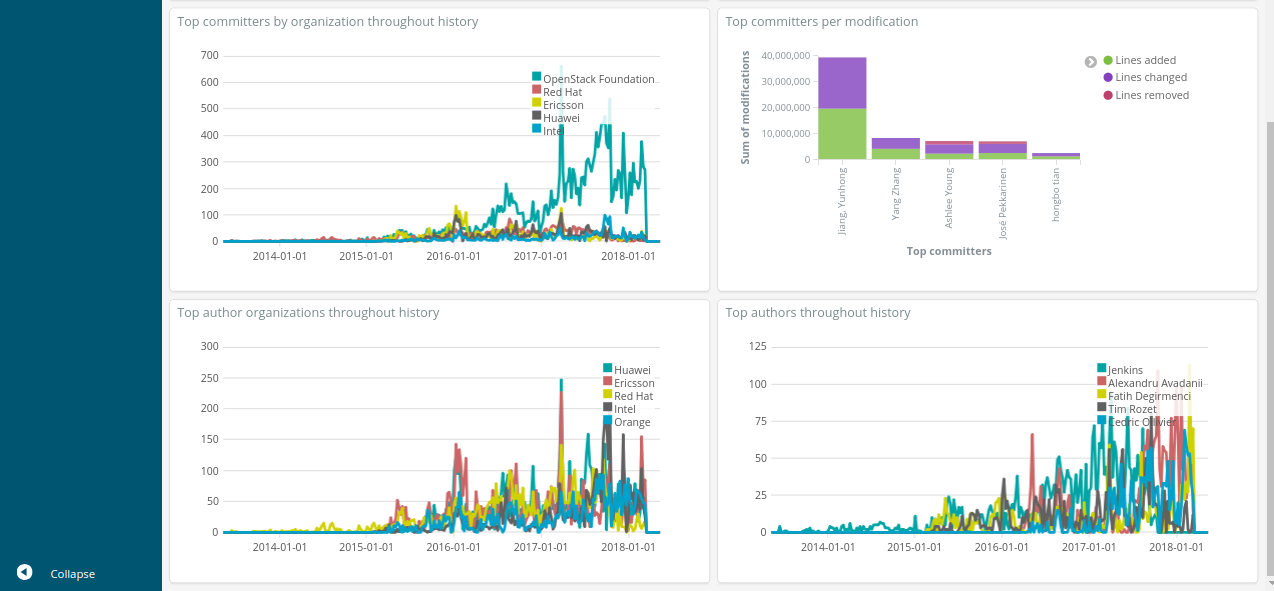 Top committers by organization throughout history
700
600
500
400
300
200
100
0
2014-01-01 2015-01-01 2016-01-01 2017-01-01 2018-01-01
OpenStack Foundation
Red Hat
Ericsson
Huawei
Intel
Top committers per modification
Sum of modifications
40,000,000
30,000,000
20,000,000
10,000,000
0
Jiang, Yunhong
Yang Zhang
Ashlee Young
José Pekkarinen
hongbo tian
Top committers
Lines added
Lines changed
Lines removed
Top author organizations throughout history
300
250
200
150
100
50
0
2014-01-01 2015-01-01 2016-01-01 2017-01-01 2018-01-01
Huawei
Ericsson
Red Hat
Intel
Orange
Top authors throughout history
125
100
75
50
25
0
2014-01-01 2015-01-01 2016-01-01 2017-01-01 2018-01-01
Jenkins
Alexandru Avadanii
Fatih Degirmenci
Tim Rozet
Cedric Ollivier
Collapse